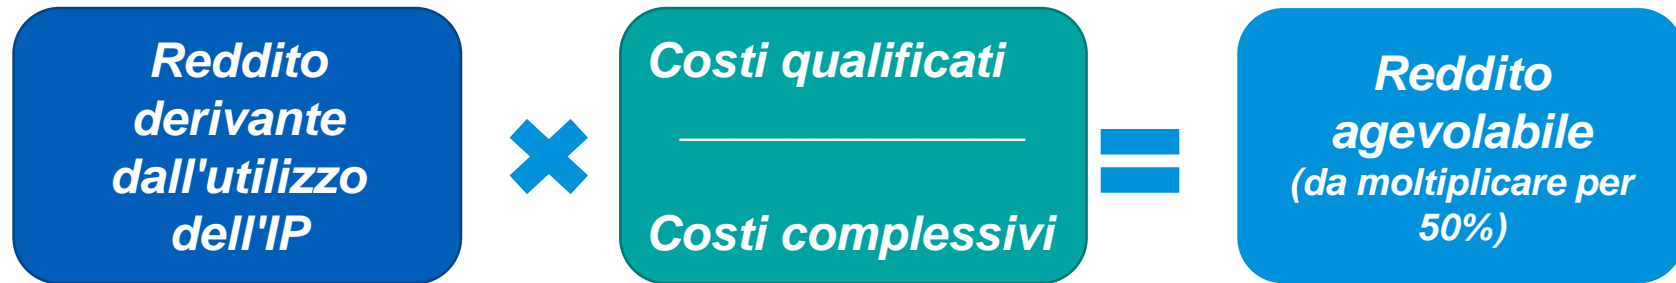 Reddito
derivante
dall'utilizzo
dell'IP
Costi qualificati
Costi complessivi
Reddito
agevolabile
(da moltiplicare per
50%)